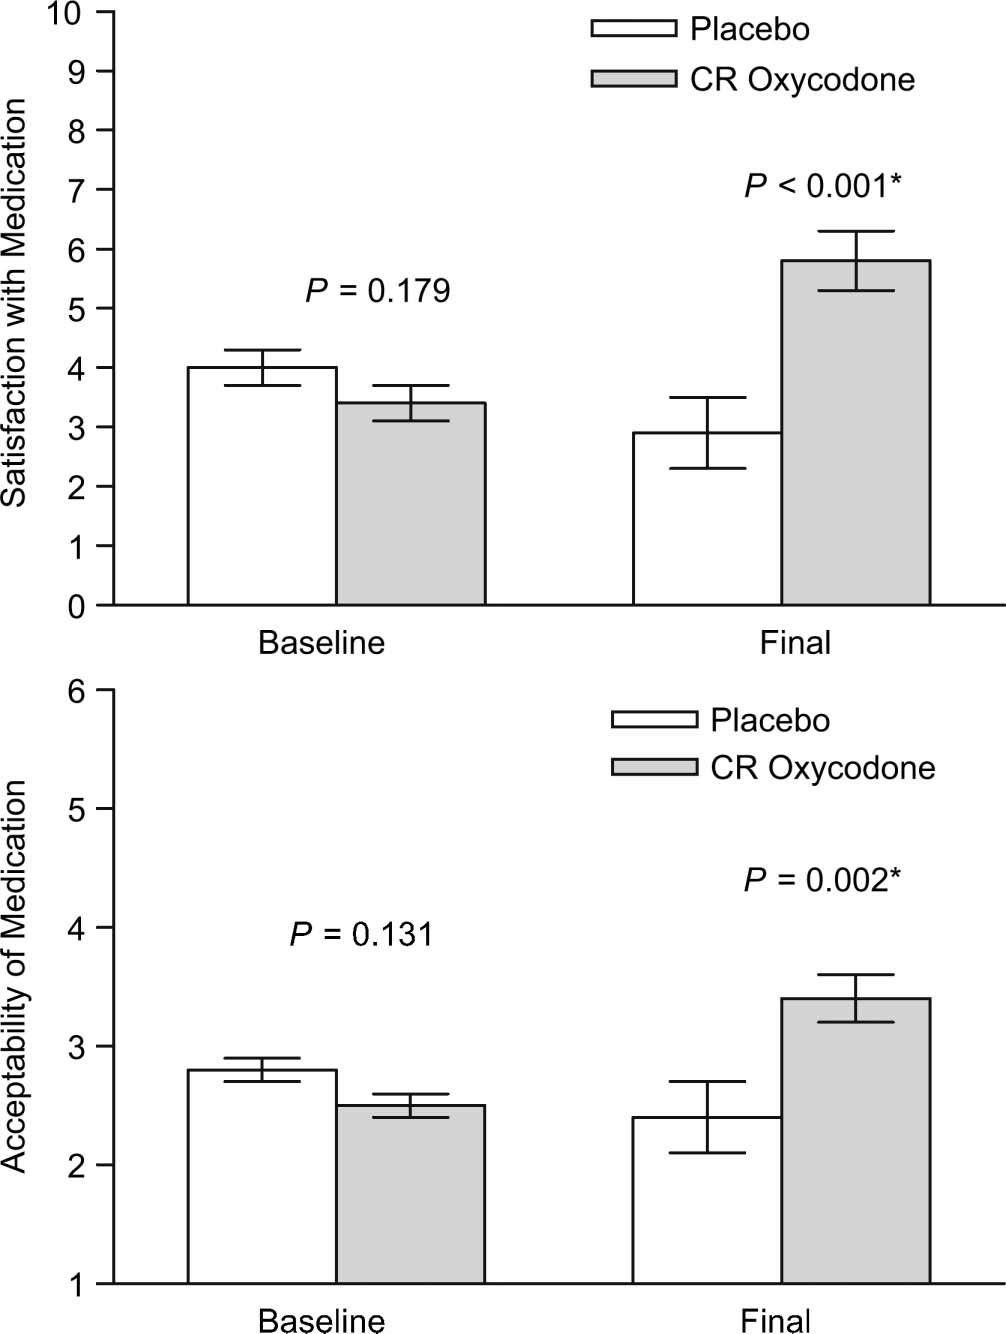 Satisfaction with Medication
10
9
8
7
6
5
4
3
2
1
0
Placebo
CR Oxycodone
P = 0.179
P < 0.001*
Baseline
Final
Acceptability of Medication
6
5
4
3
2
1
Placebo
CR Oxycodone
P = 0.131
P = 0.002*
Baseline
Final